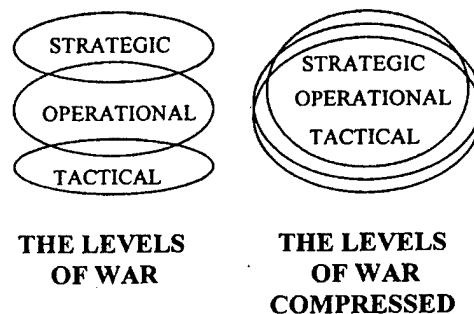 STRATEGIC
OPERATIONAL
TACTICAL
THE LEVELS
OF WAR
STRATEGIC
OPERATIONAL
TACTICAL
THE LEVELS
OF WAR
COMPRESSED